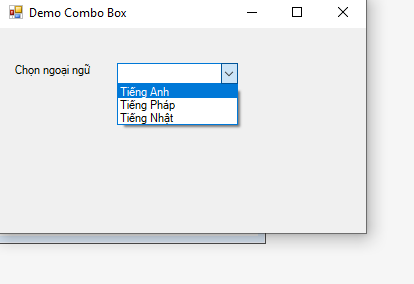 Demo Combo Box
Chọn ngoại ngữ
Tiếng Anh
Tiếng Pháp
Tiếng Nhật